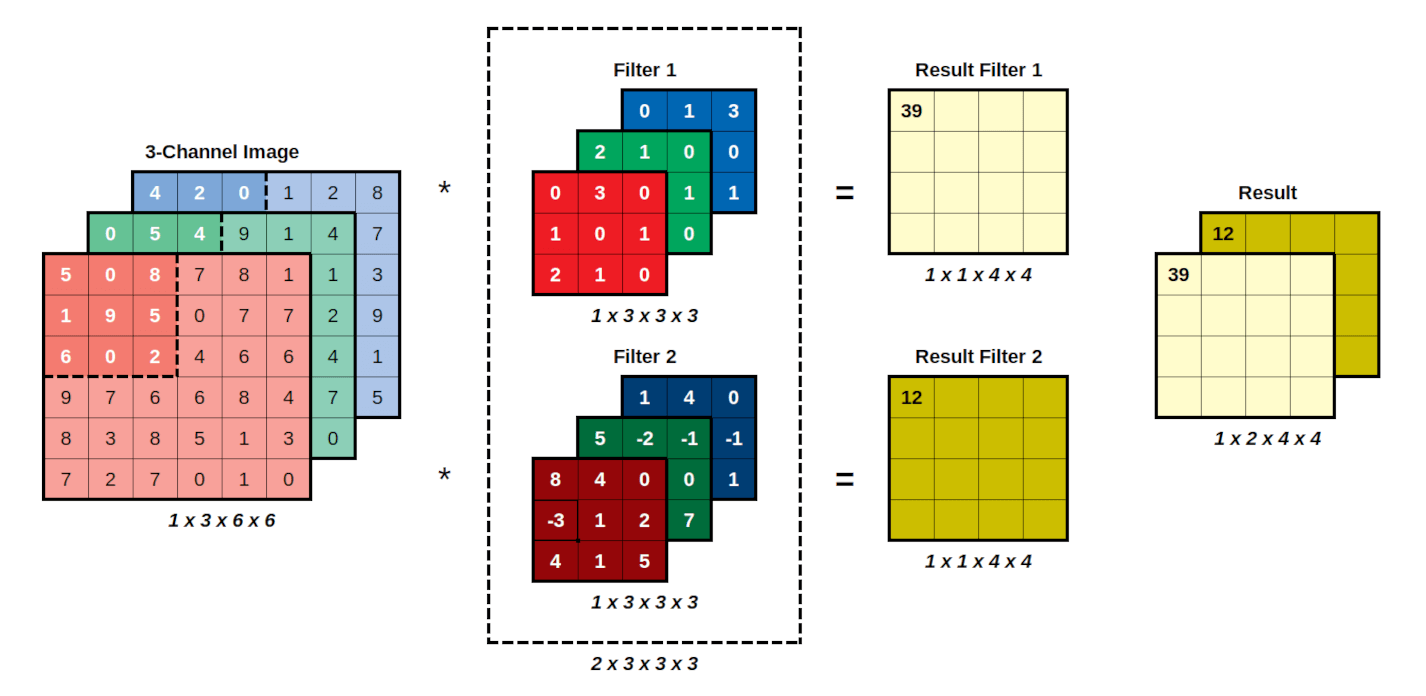 3-Channel Image
4 2 0 1 2 8
0 5 4 9 1 4 7
5 0 8 7 8 1 1 3
1 9 5 0 7 7 2 9
6 0 2 4 6 6 4 1
9 7 6 6 8 4 7 5
8 3 8 5 1 3 0
7 2 7 0 1 0
1 x 3 x 6 x 6
*
Filter 1
0 1 3
2 1 0 0
0 3 0 1 1
1 0 1 0
2 1 0
1 x 3 x 3 x 3
=
Result Filter 1
39
1 x 1 x 4 x 4
*
Filter 2
1 4 0
5 -2 -1 -1
8 4 0 0 1
-3 1 2 7
4 1 5
1 x 3 x 3 x 3
2 x 3 x 3 x 3
=
Result Filter 2
12
1 x 1 x 4 x 4
Result
12
39
1 x 2 x 4 x 4